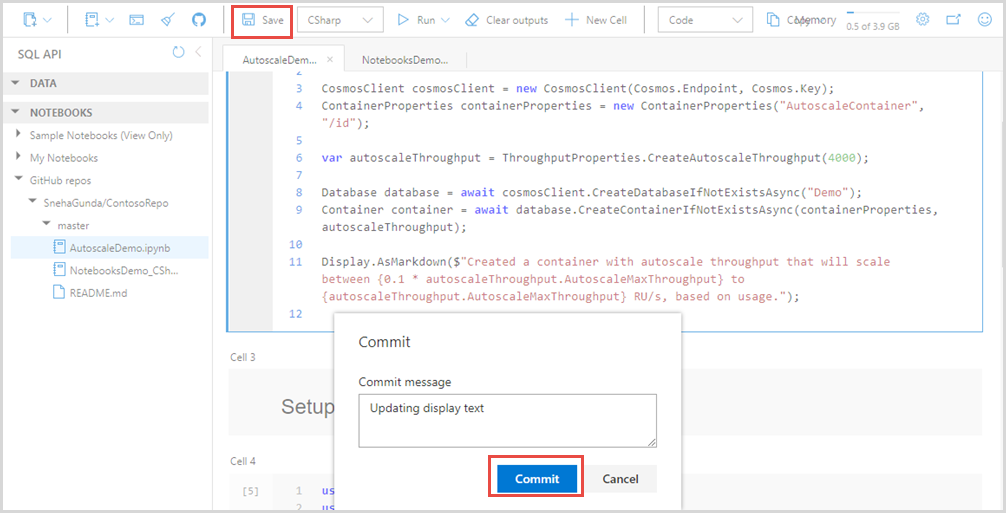 Save
CSharp
Run
Clear outputs
New Cell
Code
Copy
Memory
0.5 of 3.9 GB
SQL API
DATA
NOTEBOOKS
Sample Notebooks (View Only)
My Notebooks
GitHub repos
SnehaGunda/ContosoRepo
master
AutoscaleDemo.ipynb
NotebooksDemo_CSh...
README.md
AutoscaleDem...
NotebooksDemo...
2
3 CosmosClient cosmosClient = new CosmosClient(Cosmos.Endpoint, Cosmos.Key);
4 ContainerProperties containerProperties = new ContainerProperties("AutoscaleContainer",
"/id");
5
6 var autoscaleThroughput = ThroughputProperties.CreateAutoscaleThroughput(4000);
7
8 Database database = await cosmosClient.CreateDatabaseIfNotExistsAsync("Demo");
9 Container container = await database.CreateContainerIfNotExistsAsync(containerProperties,
autoscaleThroughput);
10
11 Display.AsMarkdown($"Created a container with autoscale throughput that will scale
between {0.1 * autoscaleThroughput.AutoscaleMaxThroughput} to
{autoscaleThroughput.AutoscaleMaxThroughput} RU/s, based on usage.");
12
Cell 3
Setup
Cell 4
[5]
1 us
2 us
Commit
Commit message
Updating display text
Commit
Cancel